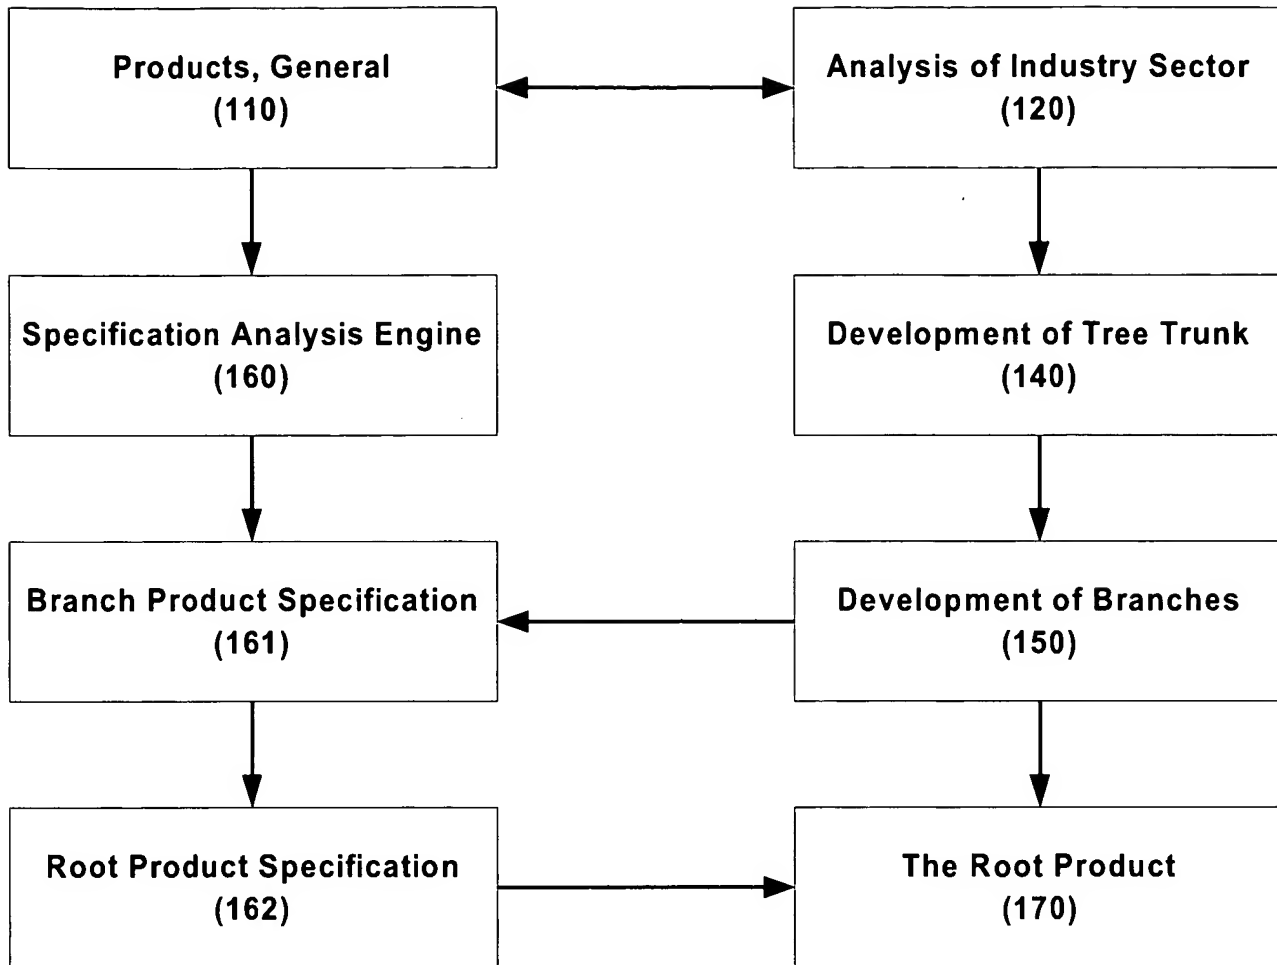 Products, General
(110)
Analysis of Industry Sector
(120)
Specification Analysis Engine
(160)
Development of Tree Trunk
(140)
Branch Product Specification
(161)
Development of Branches
(150)
Root Product Specification
(162)
The Root Product
(170)